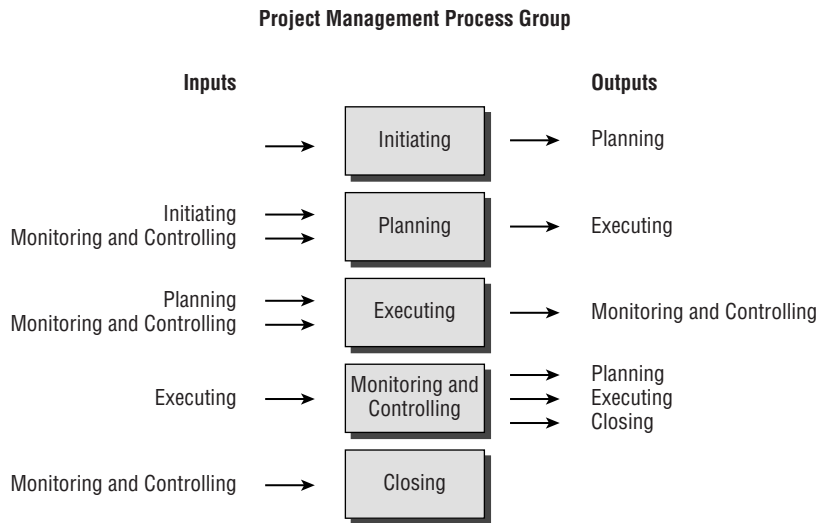 Project Management Process Group
Inputs
Outputs
Initiating
Planning
Initiating
Monitoring and Controlling
Planning
Executing
Planning
Monitoring and Controlling
Executing
Monitoring and Controlling
Executing
Monitoring and
Controlling
Planning
Executing
Closing
Monitoring and Controlling
Closing